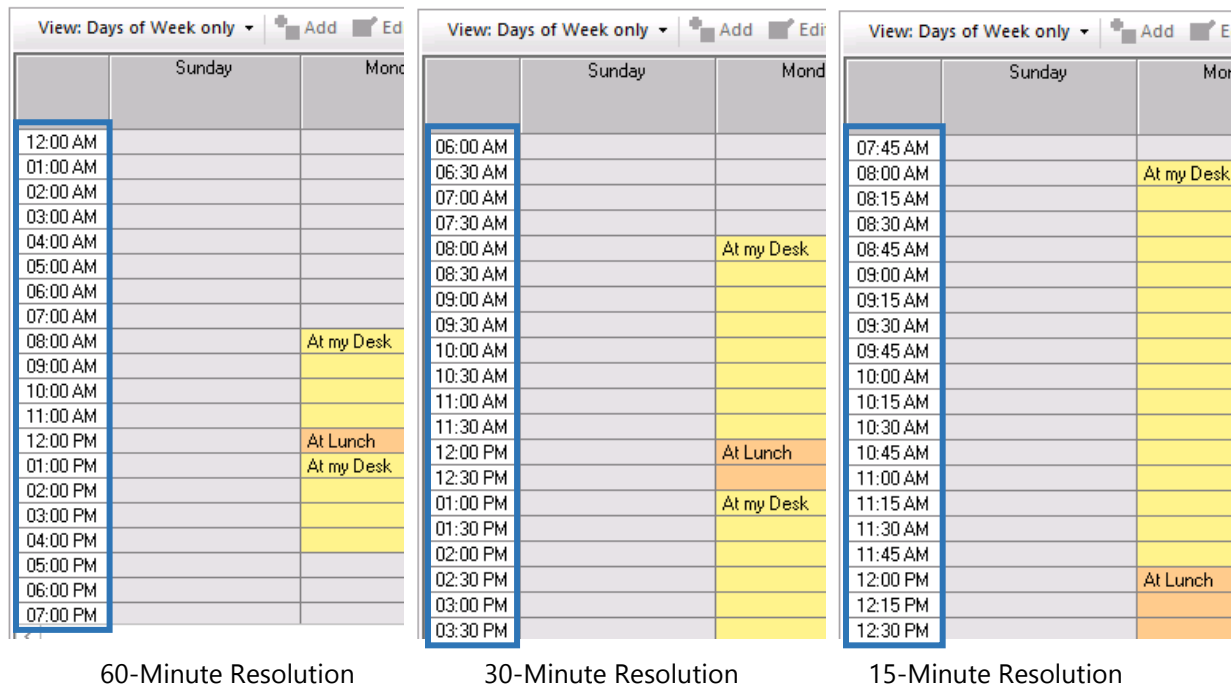 View: Days of Week only Add Ed
Sunday Mond
12:00 AM
01:00 AM
02:00 AM
03:00 AM
04:00 AM
05:00 AM
06:00 AM
07:00 AM
08:00 AM At my Desk
09:00 AM
10:00 AM
11:00 AM
12:00 PM At Lunch
01:00 PM At my Desk
02:00 PM
03:00 PM
04:00 PM
05:00 PM
06:00 PM
07:00 PM
60-Minute Resolution
View: Days of Week only Add Edi
Sunday Mond
06:00 AM
06:30 AM
07:00 AM
07:30 AM
08:00 AM At my Desk
08:30 AM
09:00 AM
09:30 AM
10:00 AM
10:30 AM
11:00 AM
11:30 AM
12:00 PM At Lunch
12:30 PM
01:00 PM At my Desk
01:30 PM
02:00 PM
02:30 PM
03:00 PM
03:30 PM
30-Minute Resolution
View: Days of Week only Add E
Sunday Mon
07:45 AM
08:00 AM At my Desk
08:15 AM
08:30 AM
08:45 AM
09:00 AM
09:15 AM
09:30 AM
09:45 AM
10:00 AM
10:15 AM
10:30 AM
10:45 AM
11:00 AM
11:15 AM
11:30 AM
11:45 AM
12:00 PM At Lunch
12:15 PM
12:30 PM
15-Minute Resolution